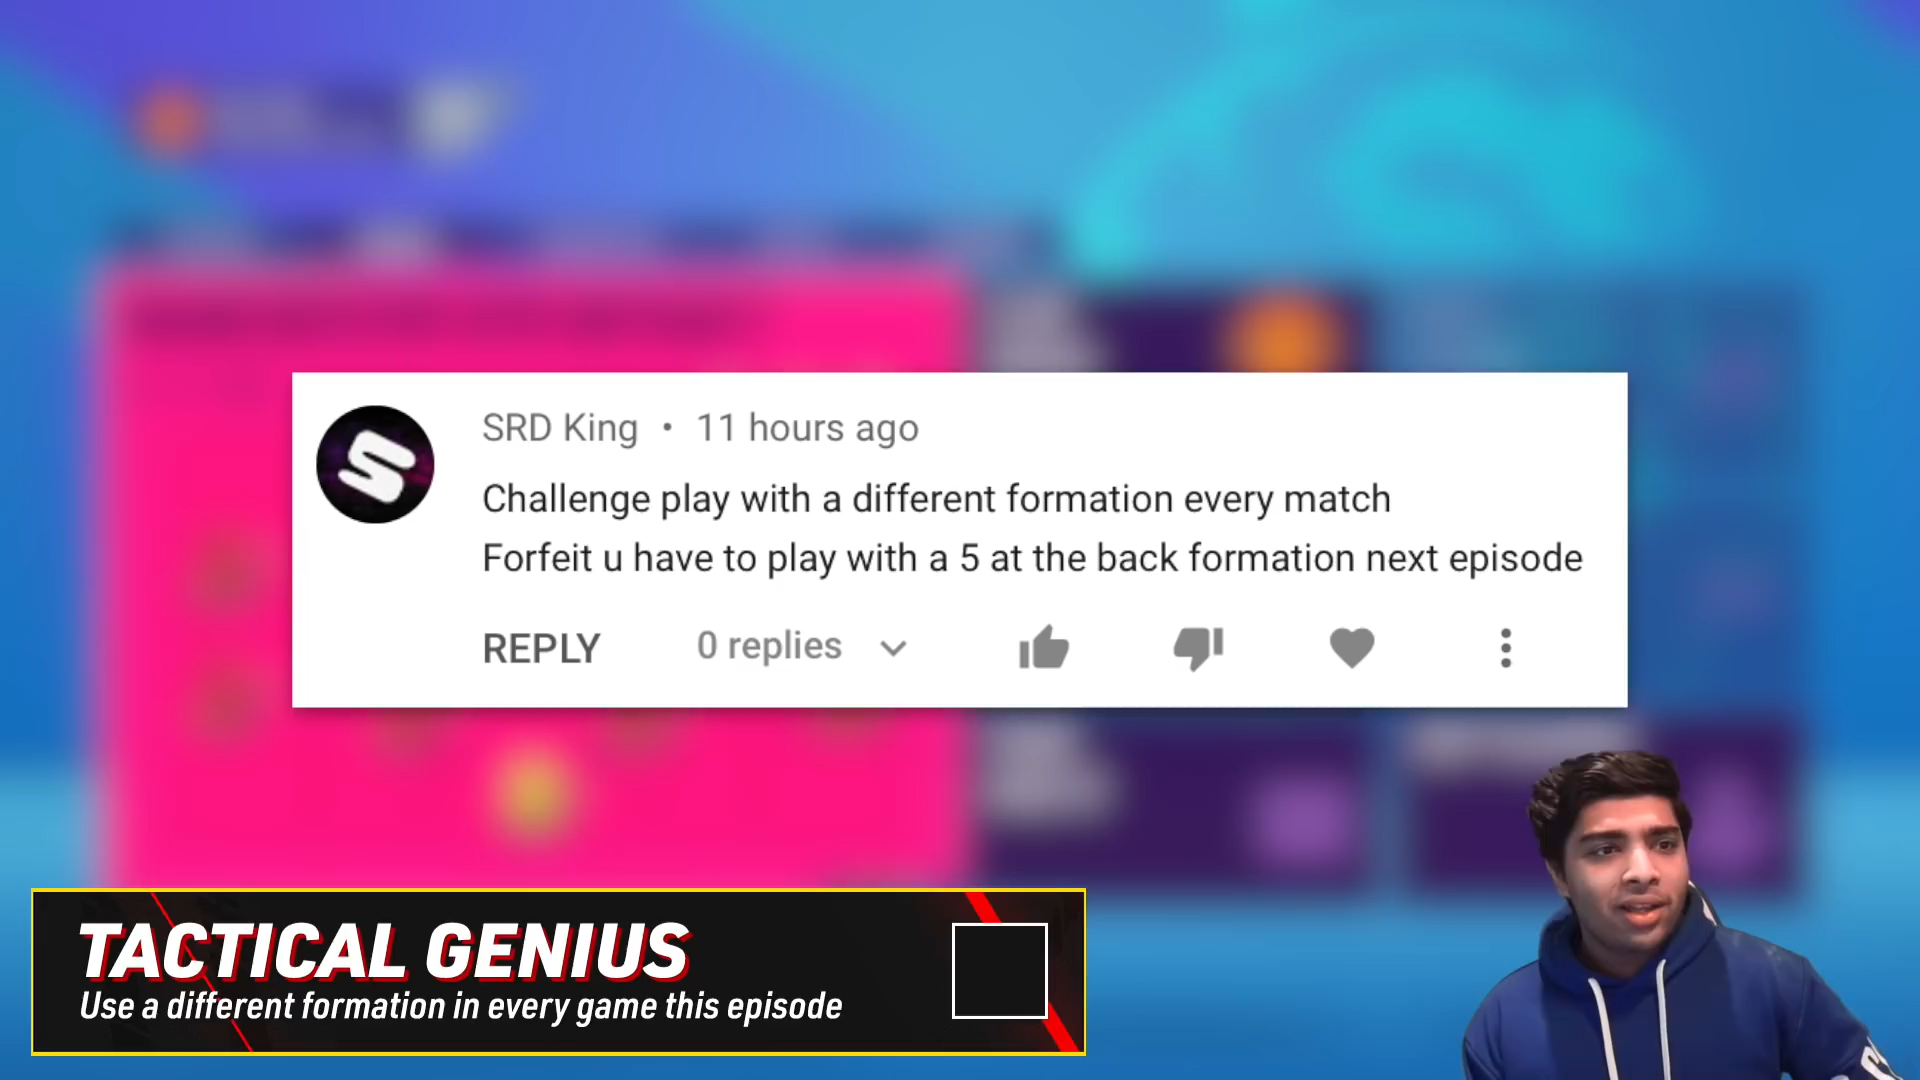 SRD King • 11 hours ago
Challenge play with a different formation every match
Forfeit u have to play with a 5 at the back formation next episode
REPLY 0 replies
TACTICAL GENIUS
Use a different formation in every game this episode